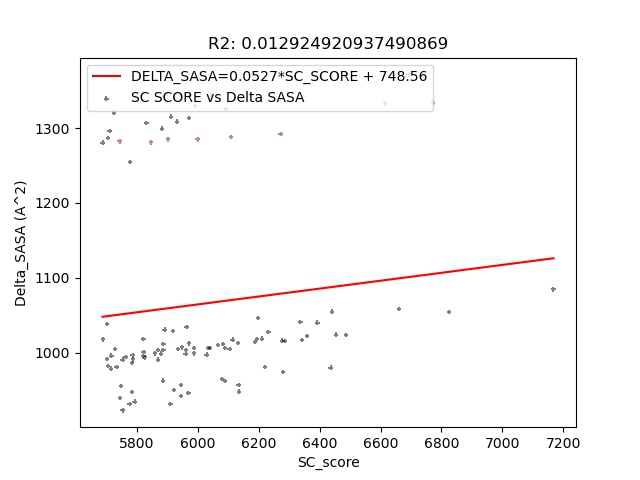 R2: 0.012924920937490869
DELTA_SASA=0.0527*SC_SCORE + 748.56
SC SCORE vs Delta SASA
Delta_SASA (A^2)
1300
1200
1100
1000
5800 6000 6200 6400 6600 6800 7000 7200
SC_score